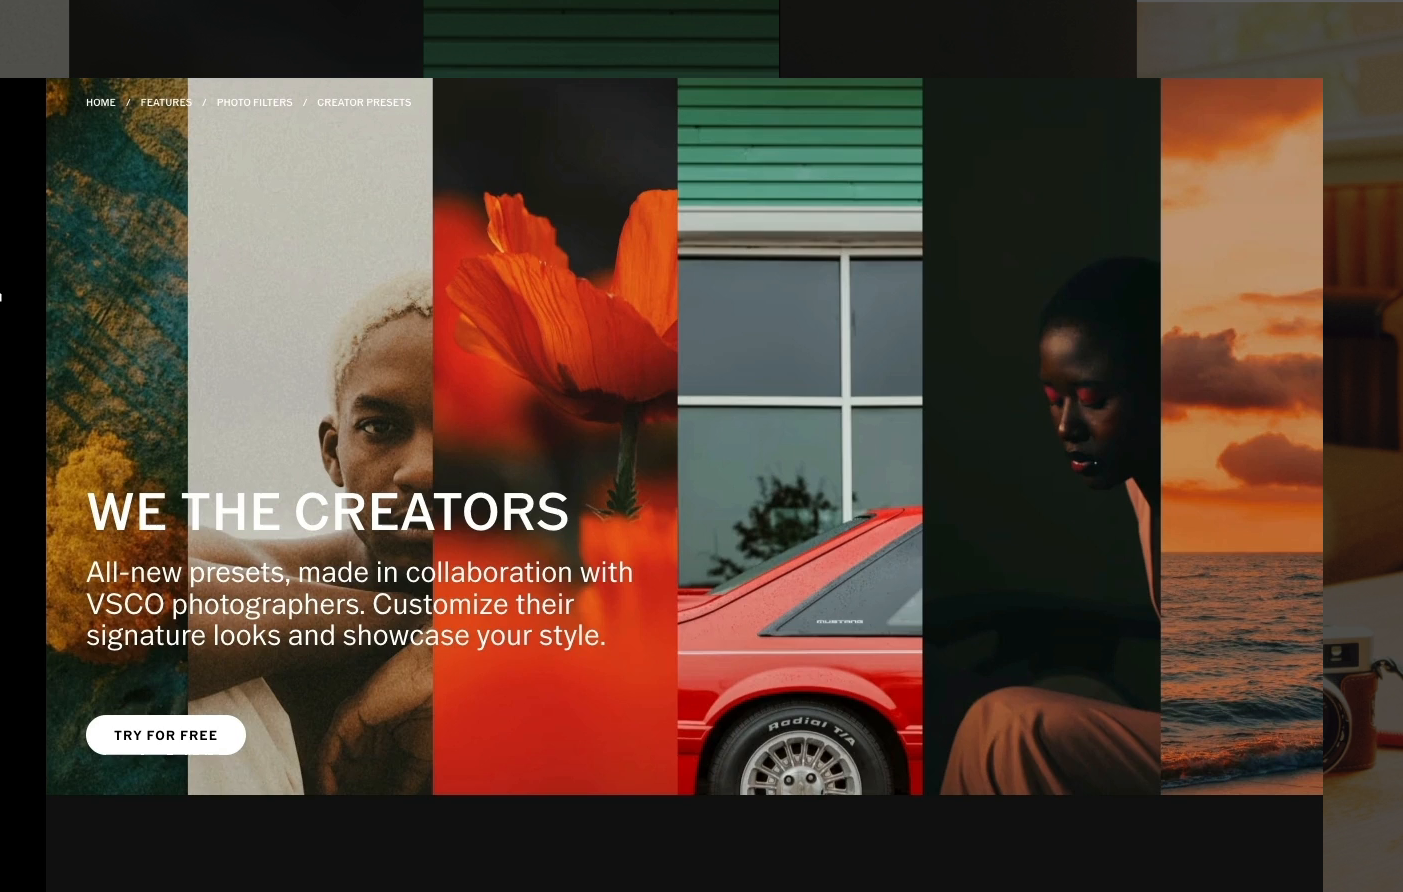 HOME / FEATURES / PHOTO FILTERS / CREATOR PRESETS
WE THE CREATORS
All-new presets, made in collaboration with
VSCO photographers. Customize their
signature looks and showcase your style.
MUSTANG
TRY FOR FREE
Radial T/A